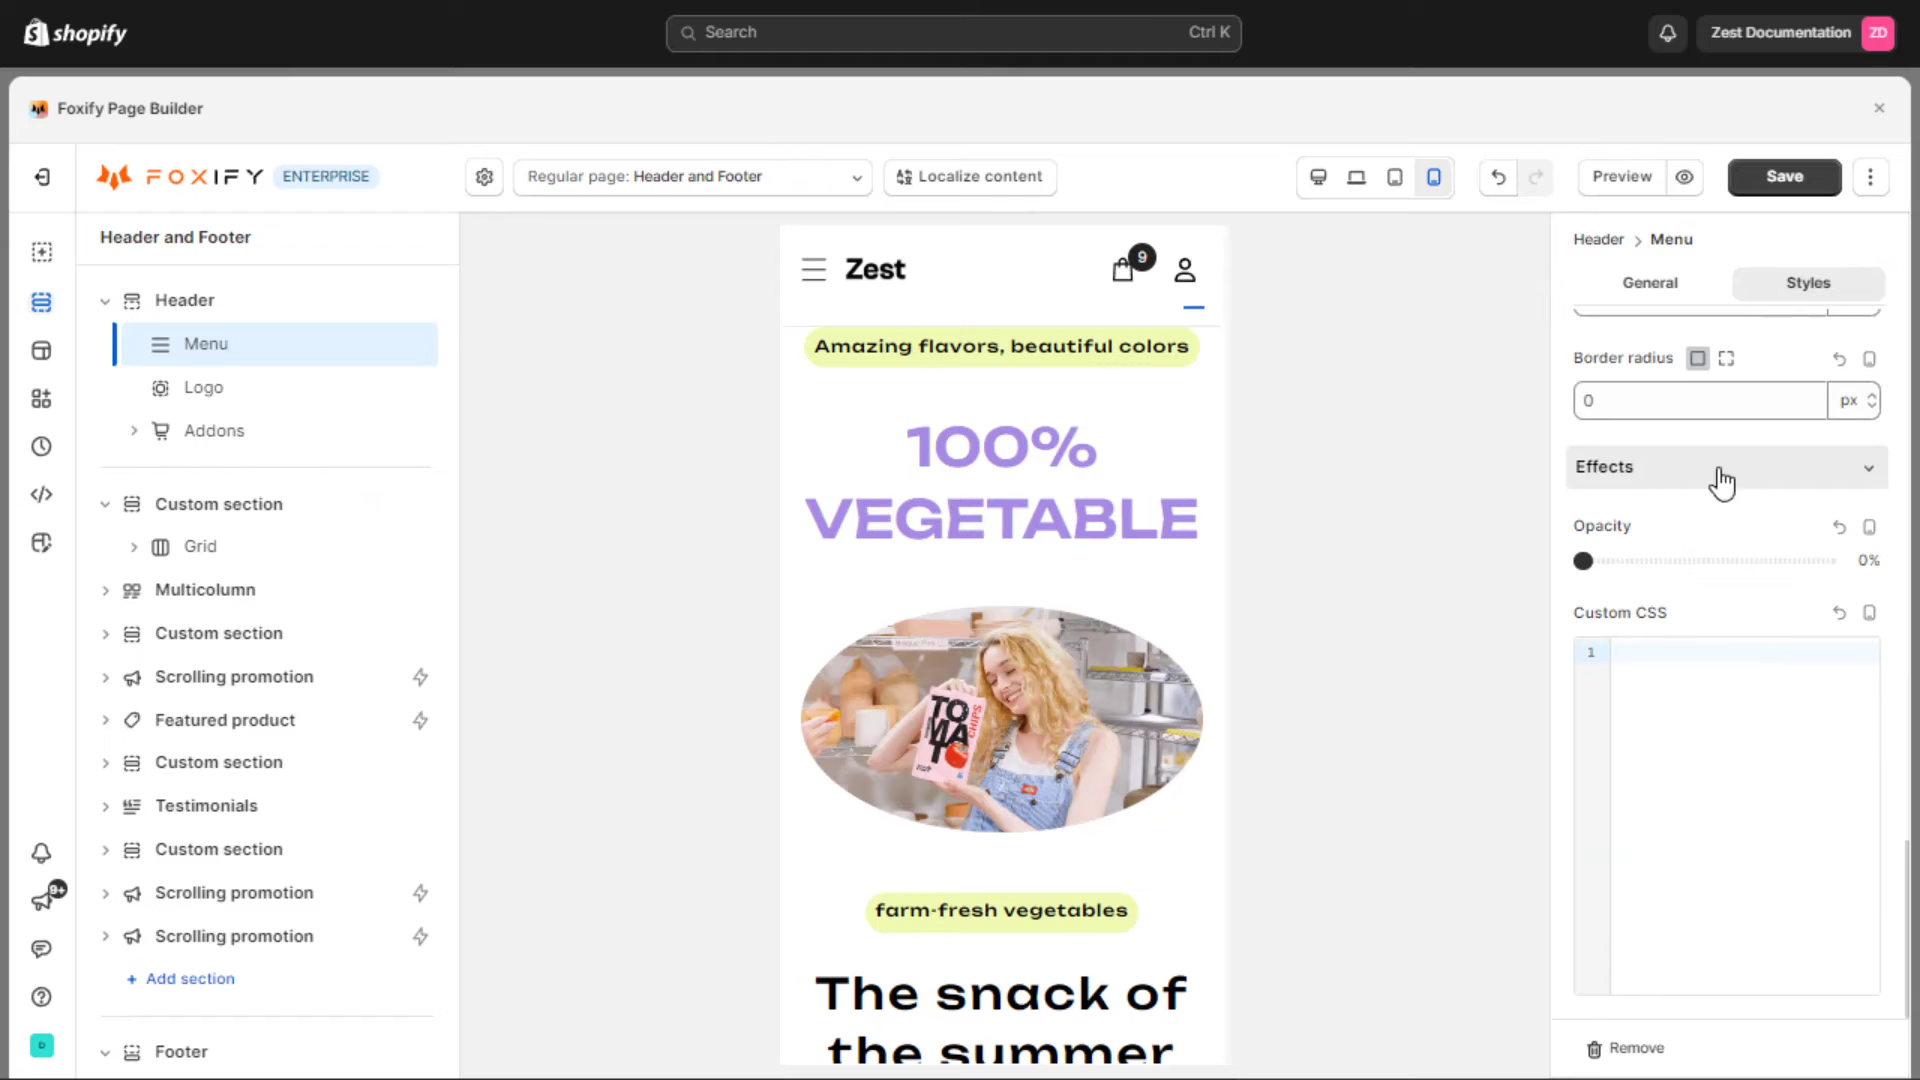 shopify
Search
Ctrl K
Zest Documentation
ZD
Foxify Page Builder
FOXIFY
ENTERPRISE
Regular page: Header and Footer
Localize content
Preview
Save
Header and Footer
Header
Menu
Logo
Addons
Custom section
Grid
Multicolumn
Custom section
Scrolling promotion
Featured product
Custom section
Testimonials
Custom section
Scrolling promotion
Scrolling promotion
+ Add section
Footer
9+
D
Zest
9
Amazing flavors, beautiful colors
100%
VEGETABLE
TO
MA
T
CHIPS
farm-fresh vegetables
The snack of
the summer
Header > Menu
General
Styles
Border radius
0
px
Effects
Opacity
0%
Custom CSS
1
Remove